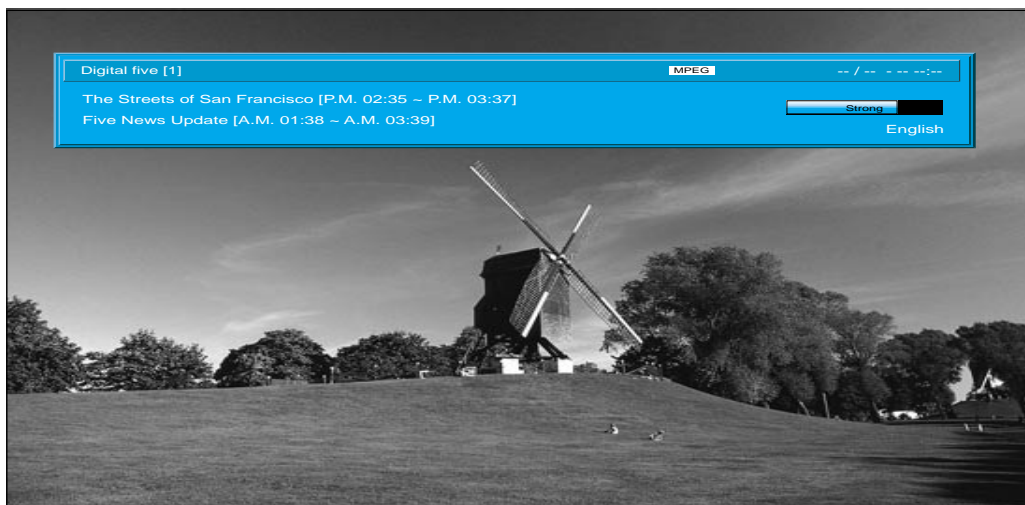 Digital five [1] MPEG -- / -- - -- --:--
The Streets of San Francisco [P.M. 02:35 ~ P.M. 03:37]
Strong
Five News Update [A.M. 01:38 ~ A.M. 03:39]
English